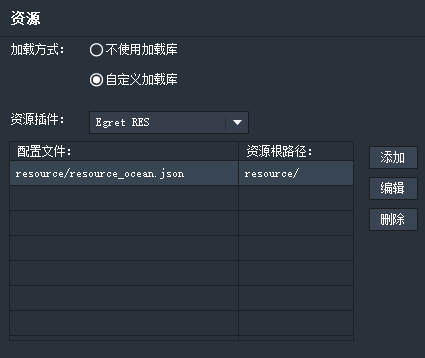 资源
加载方式: 不使用加载库
自定义加载库
资源插件: Egret RES
配置文件: 资源根路径:
resource/resource_ocean.json resource/
添加
编辑
删除